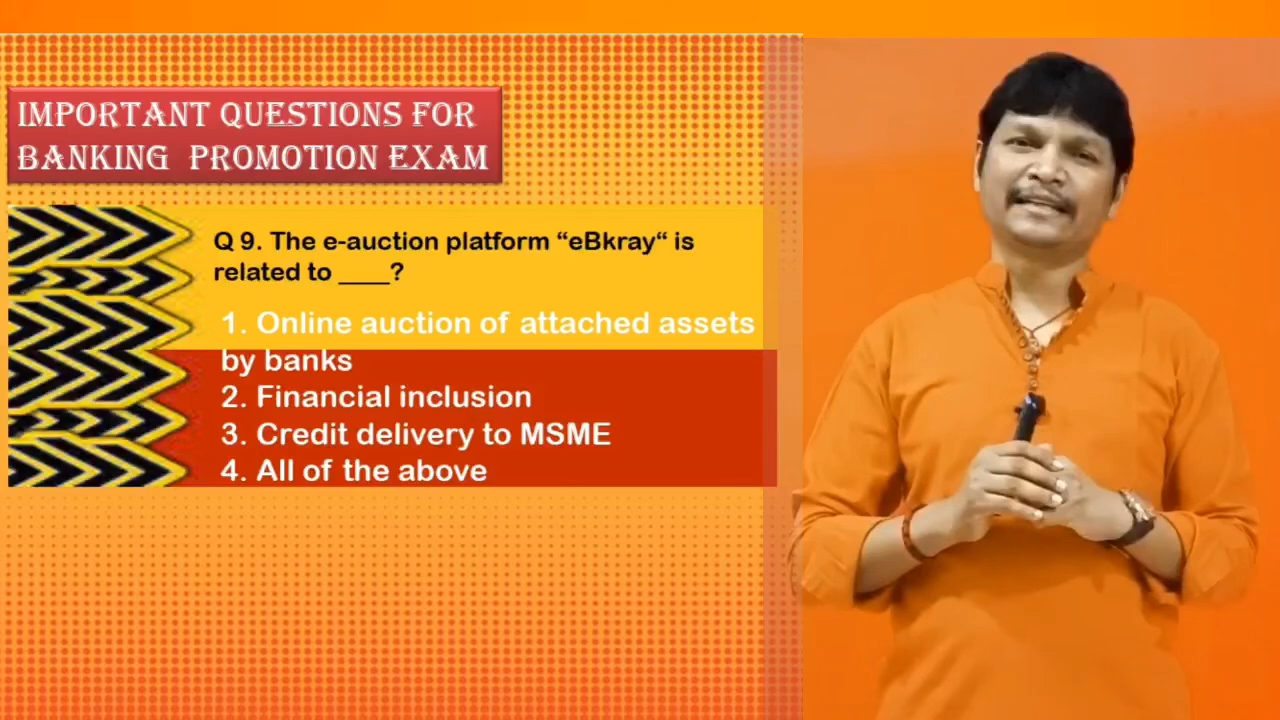 IMPORTANT QUESTIONS FOR
BANKING PROMOTION EXAM
Q 9. The e-auction platform “eBkray“ is
related to ____?
1. Online auction of attached assets
by banks
2. Financial inclusion
3. Credit delivery to MSME
4. All of the above